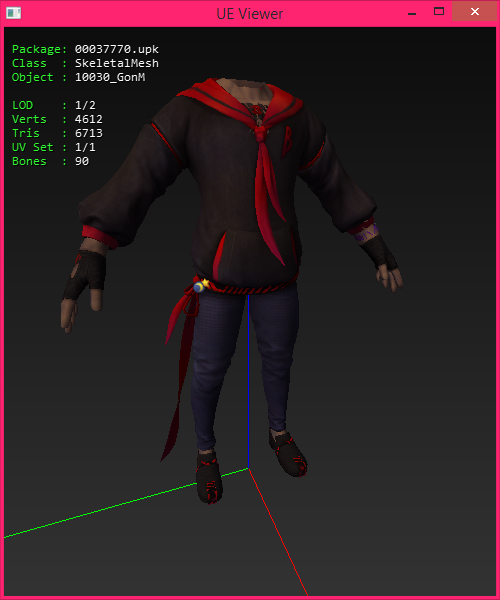 UE Viewer
Package: 00037770.upk
Class : SkeletalMesh
Object : 10030_GonM
LOD : 1/2
Verts : 4612
Tris : 6713
UV Set : 1/1
Bones : 90